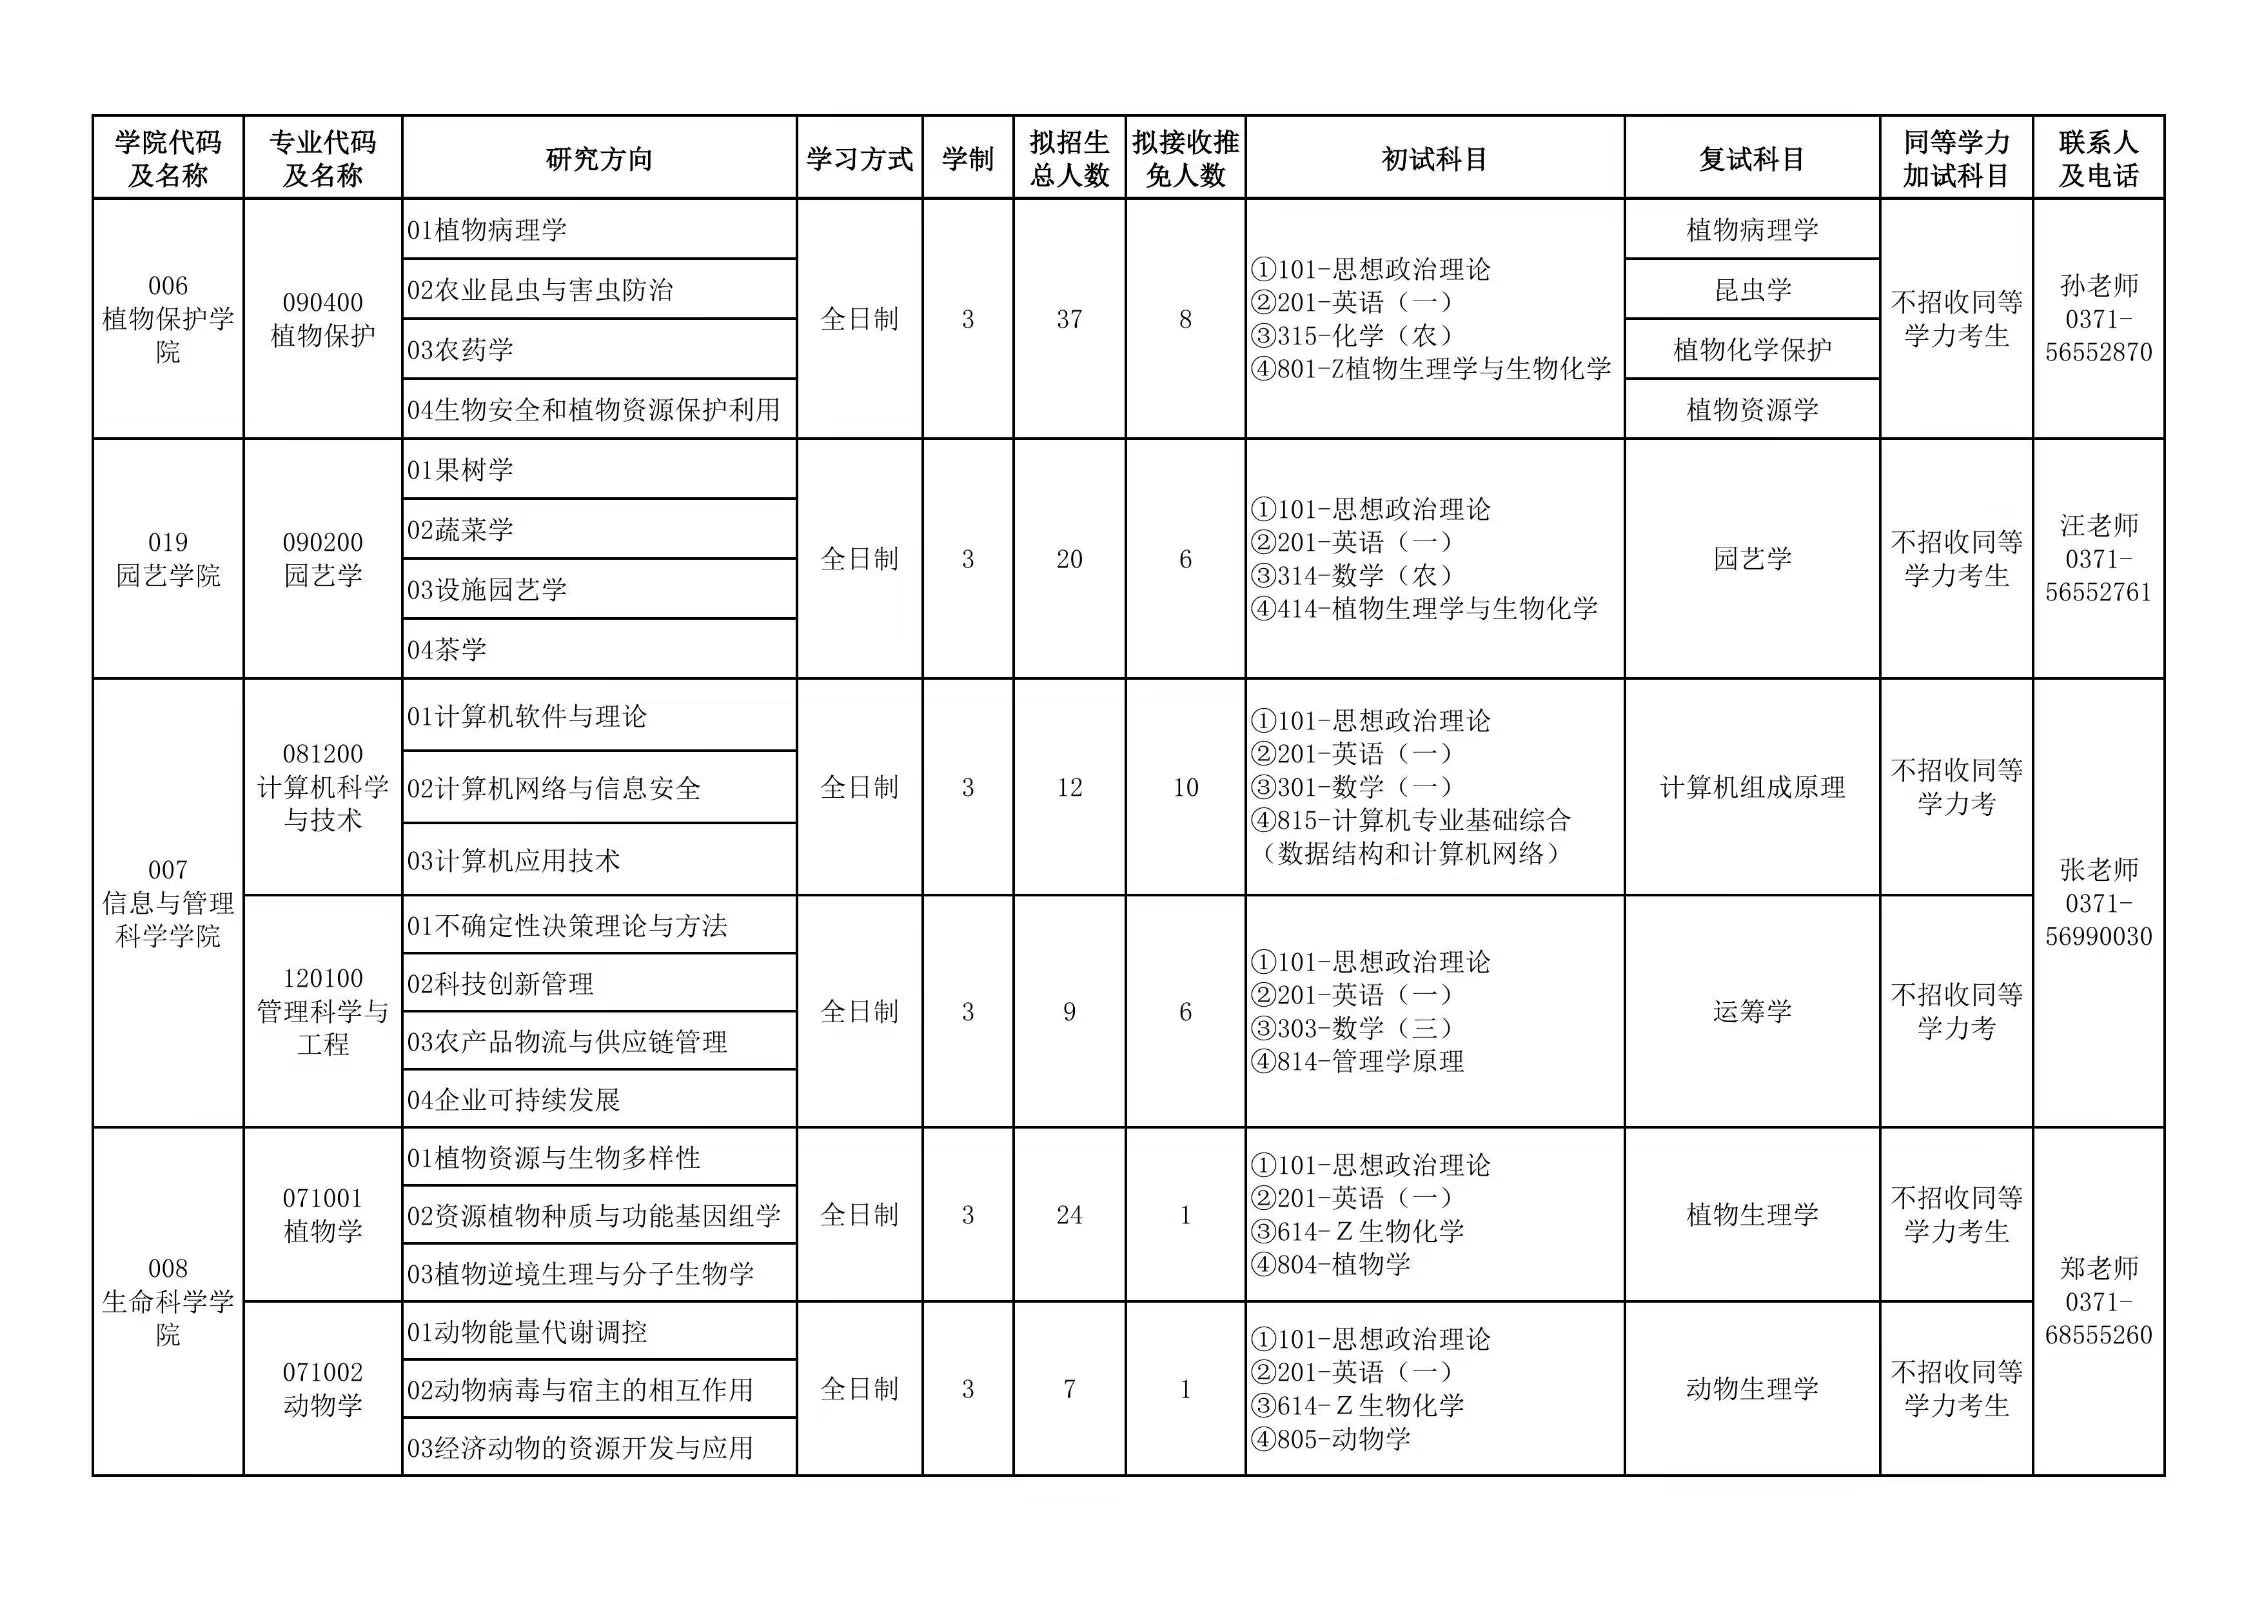 学院代码
及名称
专业代码
及名称
研究方向
学习方式
学制
拟招生
总人数
拟接收推
免人数
初试科目
复试科目
同等学力
加试科目
联系人
及电话
006
植物保护学
院
090400
植物保护
01植物病理学
02农业昆虫与害虫防治
03农药学
04生物安全和植物资源保护利用
全日制
3
37
8
①101-思想政治理论
②201-英语（一）
③315-化学（农）
④801-Z植物生理学与生物化学
植物病理学
昆虫学
植物化学保护
植物资源学
不招收同等
学力考生
孙老师
0371-
56552870
019
园艺学院
090200
园艺学
01果树学
02蔬菜学
03设施园艺学
04茶学
全日制
3
20
6
①101-思想政治理论
②201-英语（一）
③314-数学（农）
④414-植物生理学与生物化学
园艺学
不招收同等
学力考生
汪老师
0371-
56552761
007
信息与管理
科学学院
081200
计算机科学
与技术
01计算机软件与理论
02计算机网络与信息安全
03计算机应用技术
全日制
3
12
10
①101-思想政治理论
②201-英语（一）
③301-数学（一）
④815-计算机专业基础综合
（数据结构和计算机网络）
计算机组成原理
不招收同等
学力考
张老师
0371-
56990030
120100
管理科学与
工程
01不确定性决策理论与方法
02科技创新管理
03农产品物流与供应链管理
04企业可持续发展
全日制
3
9
6
①101-思想政治理论
②201-英语（一）
③303-数学（三）
④814-管理学原理
运筹学
不招收同等
学力考
008
生命科学学
院
071001
植物学
01植物资源与生物多样性
02资源植物种质与功能基因组学
03植物逆境生理与分子生物学
全日制
3
24
1
①101-思想政治理论
②201-英语（一）
③614-Ｚ生物化学
④804-植物学
植物生理学
不招收同等
学力考生
郑老师
0371-
68555260
071002
动物学
01动物能量代谢调控
02动物病毒与宿主的相互作用
03经济动物的资源开发与应用
全日制
3
7
1
①101-思想政治理论
②201-英语（一）
③614-Ｚ生物化学
④805-动物学
动物生理学
不招收同等
学力考生